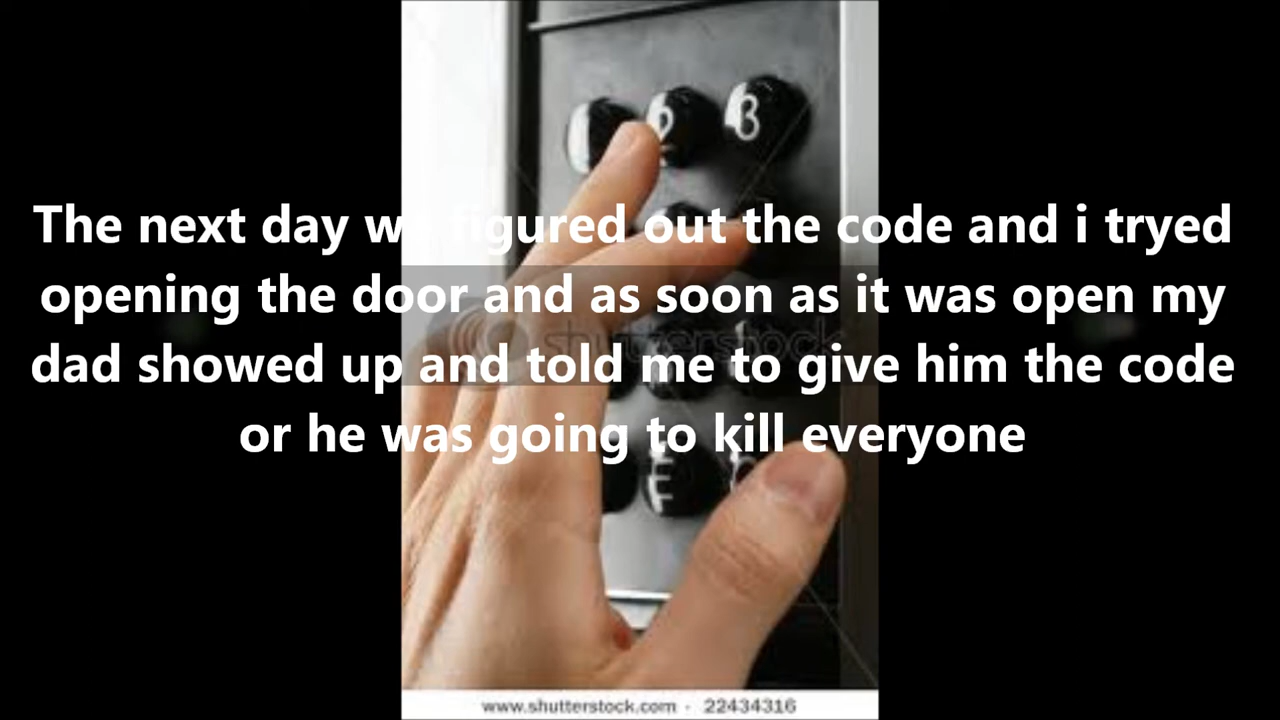 The next day we figured out the code and i tryed
opening the door and as soon as it was open my
dad showed up and told me to give him the code
or he was going to kill everyone
B
shutterstock
www.shutterstock.com · 22434316